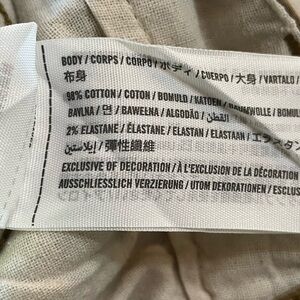 BODY / CORPS / CORPO / ボディ / CUERPO / 大身 / VARTALO /
布身
98% COTTON / COTON / BOMULD / KATOEN / BAUMWOLLE / BOMUL
BAVLNA / 면 / BAWEŁNA / ALGODÃO / القطن /
2% ELASTANE / ÉLASTANE / ELASTAN / ELASTAAN / エラスタン
إيلاستين / 彈性纖維
EXCLUSIVE OF DECORATION / À L'EXCLUSION DE LA DÉCORATION
AUSSCHLIESSLICH VERZIERUNG / UTOM DEKORATIONEN / ESCLUS